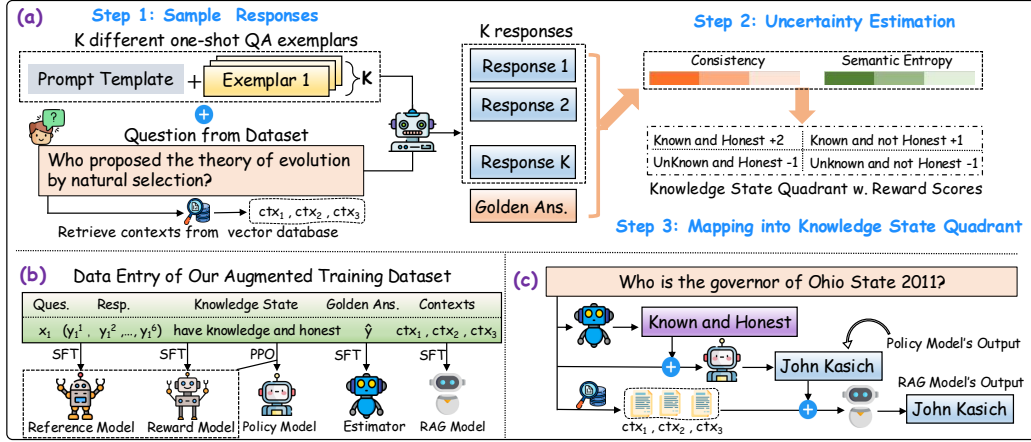 (a)
Step 1: Sample Responses
K different one-shot QA exemplars
Prompt Template
+
Exemplar 1
K
?
Question from Dataset
Who proposed the theory of evolution
by natural selection?
ctx₁ , ctx₂ , ctx₃
Retrieve contexts from vector database
K responses
Response 1
Response 2
Response K
Golden Ans.
Step 2: Uncertainty Estimation
Consistency
Semantic Entropy
Known and Honest +2
Known and not Honest +1
UnKnown and Honest -1
Unknown and not Honest -1
Knowledge State Quadrant w. Reward Scores
Step 3: Mapping into Knowledge State Quadrant
(b)
Data Entry of Our Augmented Training Dataset
Ques. Resp. Knowledge State Golden Ans. Contexts
x₁ (y₁¹ , y₁² ,..., y₁⁶) have knowledge and honest ŷ ctx₁ , ctx₂ , ctx₃
SFT SFT PPO SFT SFT
Reference Model Reward Model Policy Model Estimator RAG Model
(c)
Who is the governor of Ohio State 2011?
Known and Honest
Policy Model's Output
John Kasich
RAG Model's Output
John Kasich
ctx₁ , ctx₂ , ctx₃